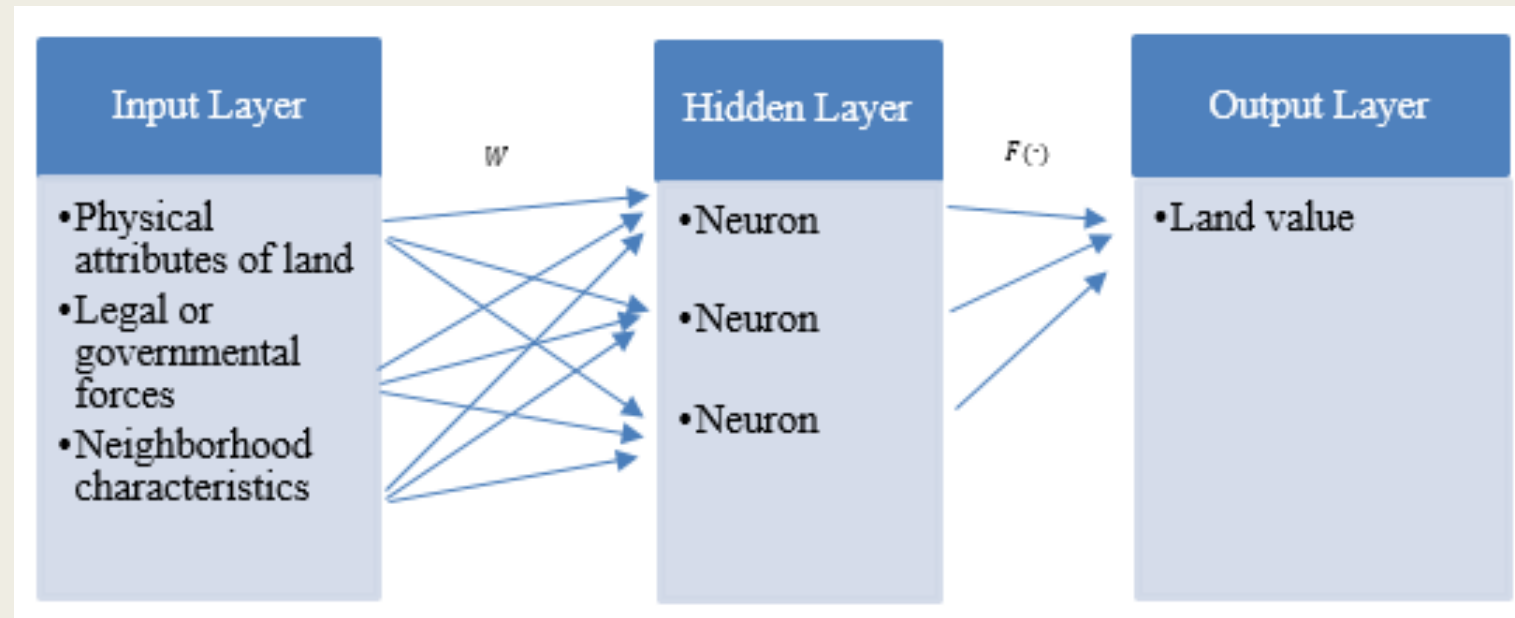 Input Layer
•Physical
attributes of land
•Legal or
governmental
forces
•Neighborhood
characteristics
W
Hidden Layer
•Neuron
•Neuron
•Neuron
F(·)
Output Layer
•Land value